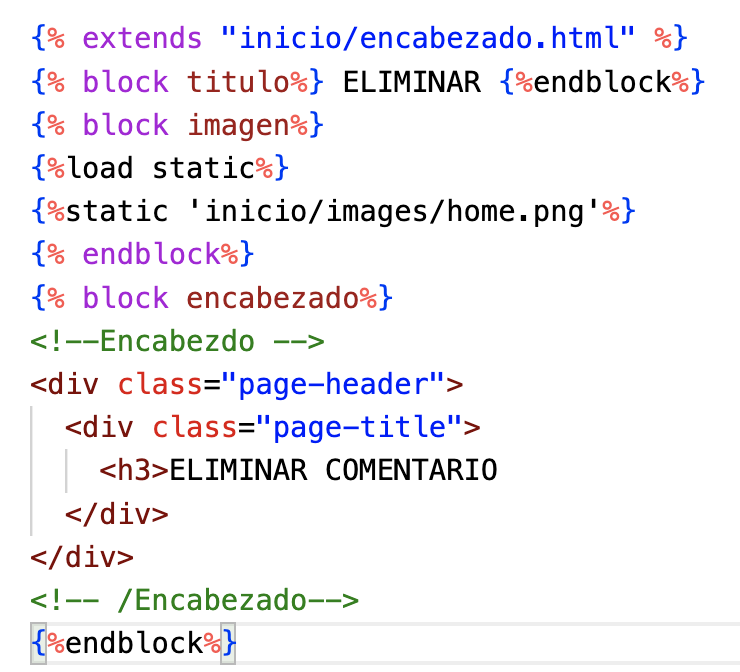 {% extends "inicio/encabezado.html" %}
{% block titulo%} ELIMINAR {%endblock%}
{% block imagen%}
{%load static%}
{%static 'inicio/images/home.png'%}
{% endblock%}
{% block encabezado%}
<!--Encabezdo -->
<div class="page-header">
<div class="page-title">
<h3>ELIMINAR COMENTARIO
</div>
</div>
<!-- /Encabezado-->
{%endblock%}